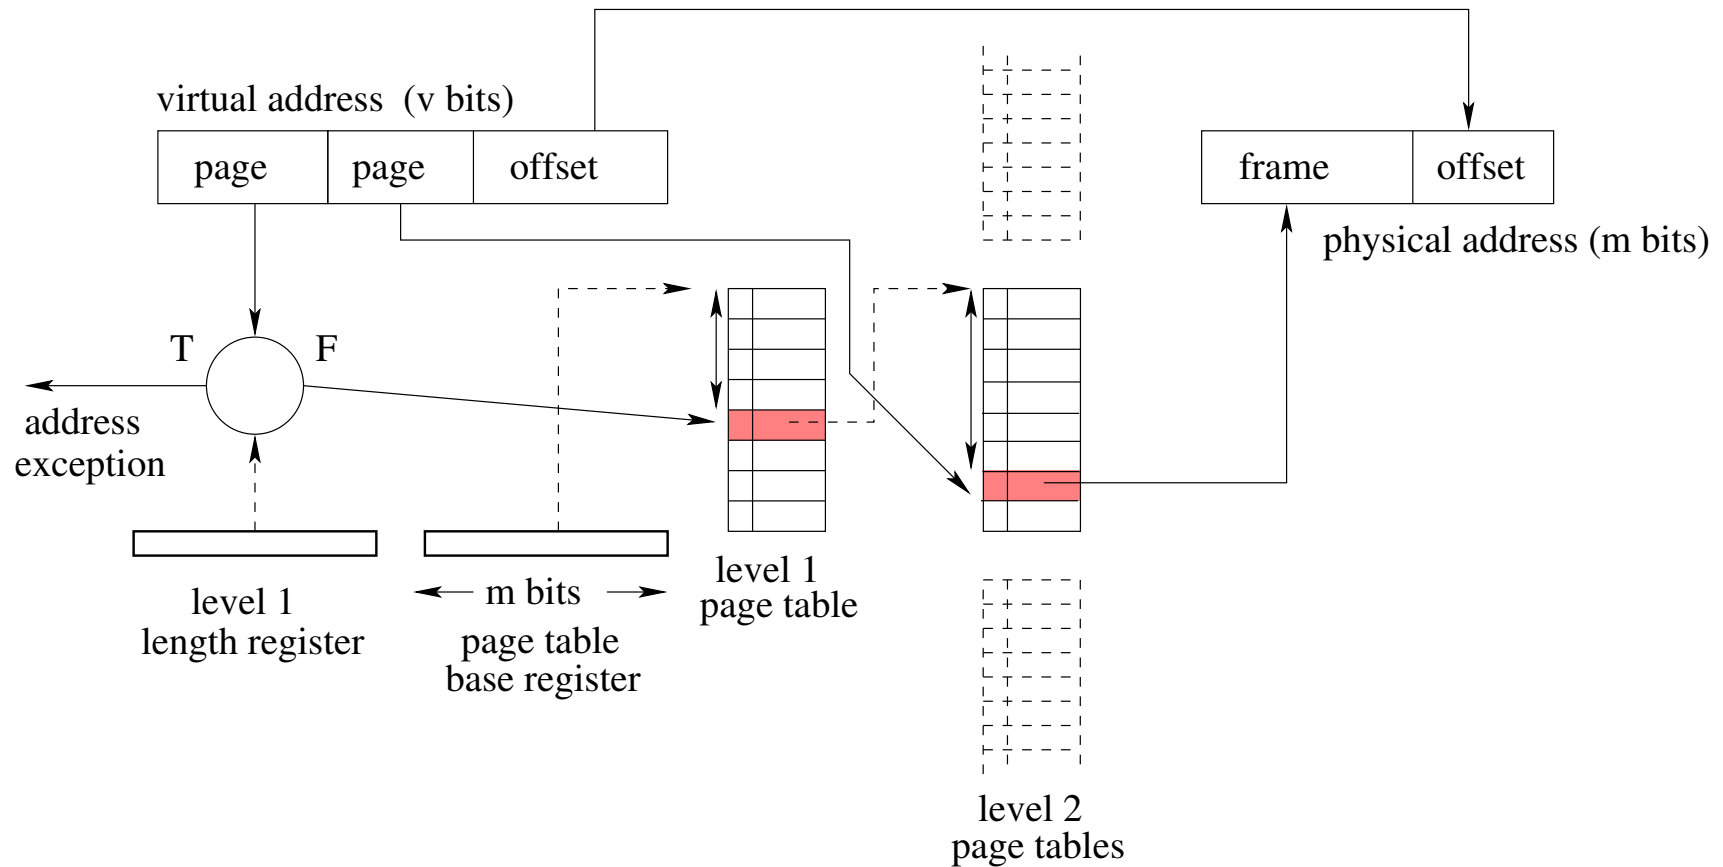 virtual address (v bits)
page
page
offset
frame
offset
physical address (m bits)
T
F
address
exception
level 1
length register
m bits
page table
base register
level 1
page table
level 2
page tables